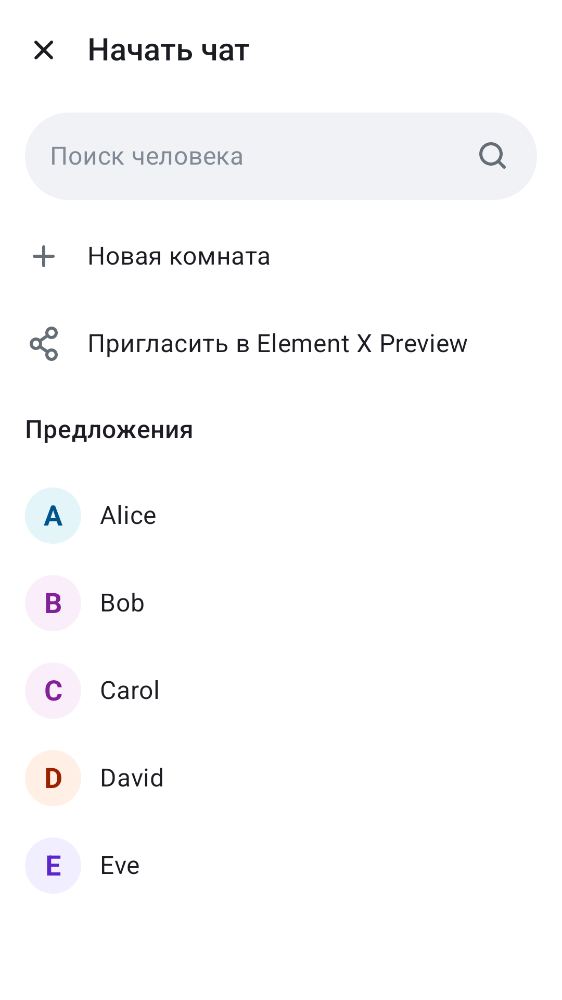 Начать чат
Поиск человека
Новая комната
Пригласить в Element X Preview
Предложения
A Alice
B Bob
C Carol
D David
E Eve